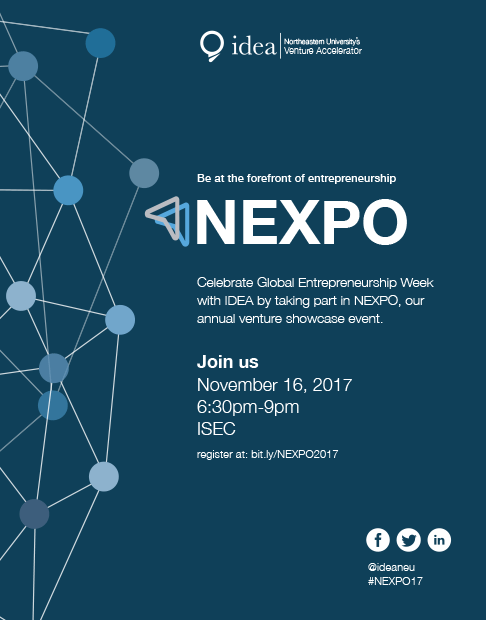 idea
Northeastern University's
Venture Accelerator
Be at the forefront of entrepreneurship
NEXPO
Celebrate Global Entrepreneurship Week
with IDEA by taking part in NEXPO, our
annual venture showcase event.
Join us
November 16, 2017
6:30pm-9pm
ISEC
register at: bit.ly/NEXPO2017
f
in
@ideaneu
#NEXPO17